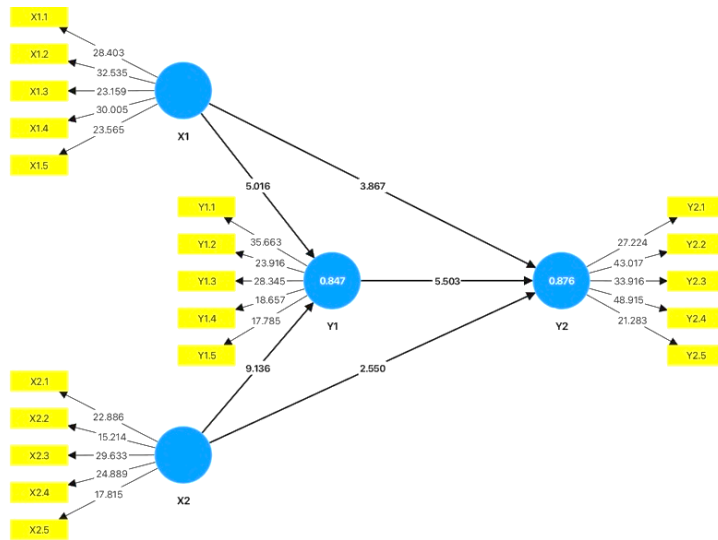 X1.1
28.403
X1.2
32.535
X1.3
23.159
X1.4
30.005
X1.5
23.565
X1
5.016
3.867
Y1.1
35.663
Y1.2
23.916
Y1.3
28.345
Y1.4
18.657
Y1.5
17.785
0.847
Y1
5.503
0.876
Y2
Y2.1
27.224
Y2.2
43.017
Y2.3
33.916
Y2.4
48.915
Y2.5
21.283
9.136
2.550
X2.1
22.886
X2.2
15.214
X2.3
29.633
X2.4
24.889
X2.5
17.815
X2